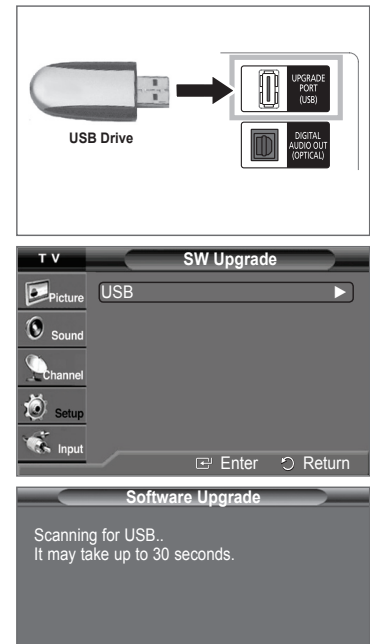 UPGRADE
PORT
(USB)
USB Drive
DIGITAL
AUDIO OUT
(OPTICAL)
T V
SW Upgrade
Picture
USB
Sound
Channel
Setup
Input
Enter
Return
Software Upgrade
Scanning for USB..
It may take up to 30 seconds.